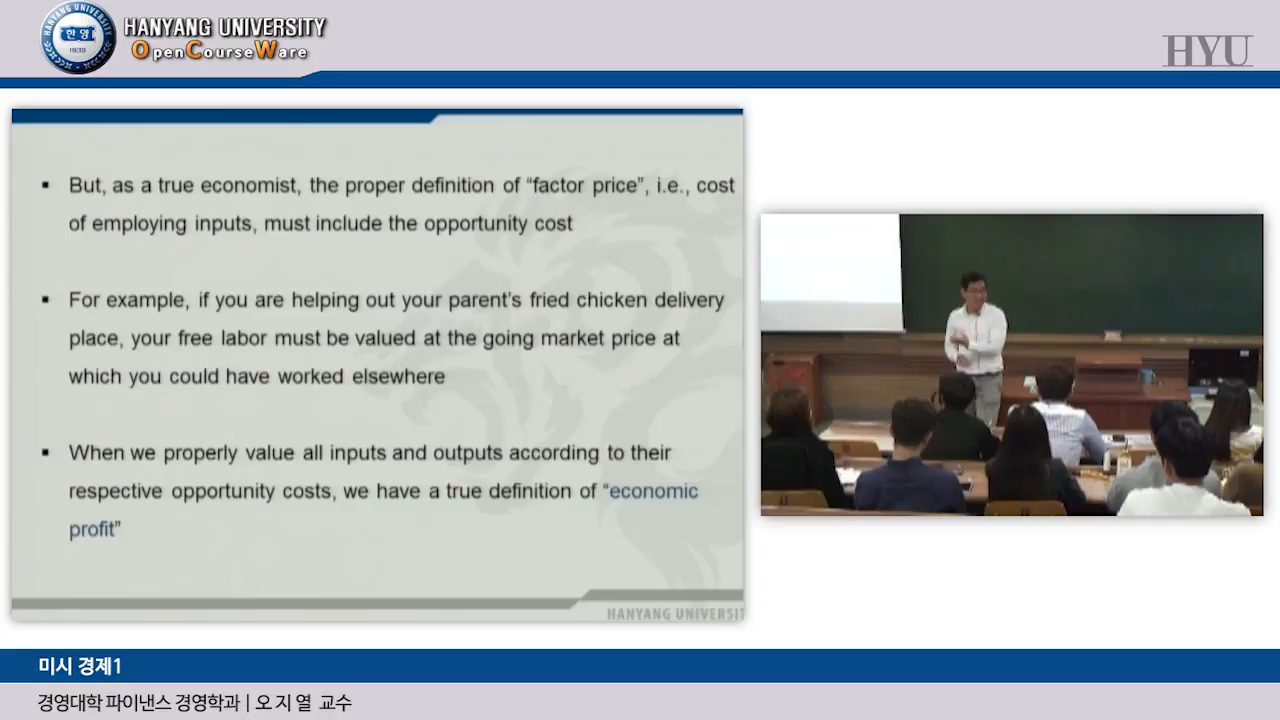 HANYANG UNIVERSITY
OpenCourseWare
HYU
한양
1939
▪ But, as a true economist, the proper definition of “factor price”, i.e., cost
of employing inputs, must include the opportunity cost
▪ For example, if you are helping out your parent’s fried chicken delivery
place, your free labor must be valued at the going market price at
which you could have worked elsewhere
▪ When we properly value all inputs and outputs according to their
respective opportunity costs, we have a true definition of “economic
profit”
HANYANG UNIVERSIT
미시 경제1
경영대학 파이낸스 경영학과 | 오 지 열 교수